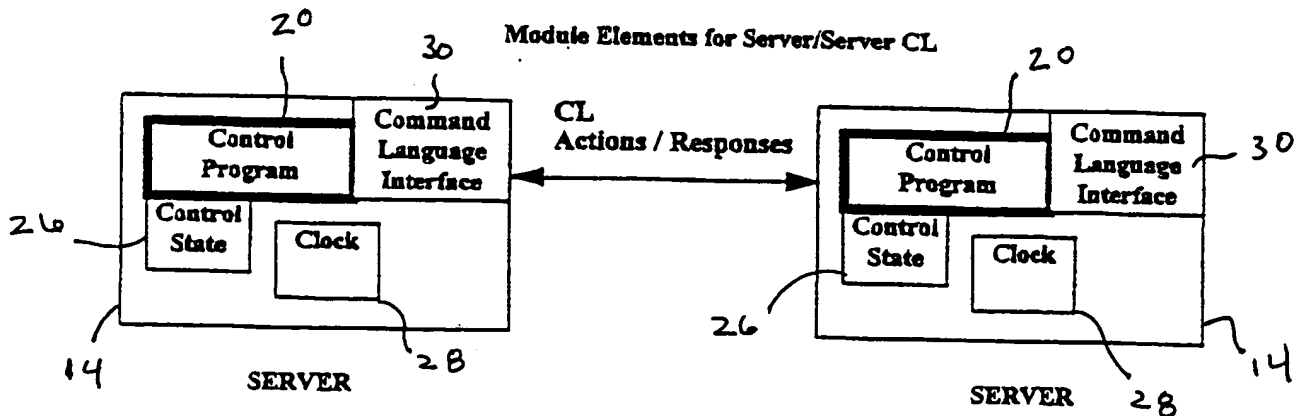 Module Elements for Server/Server CL
20
30
Control
Program
Command
Language
Interface
Control
State
Clock
26
14
28
SERVER
CL
Actions / Responses
20
Control
Program
Command
Language
Interface
30
Control
State
Clock
26
28
14
SERVER